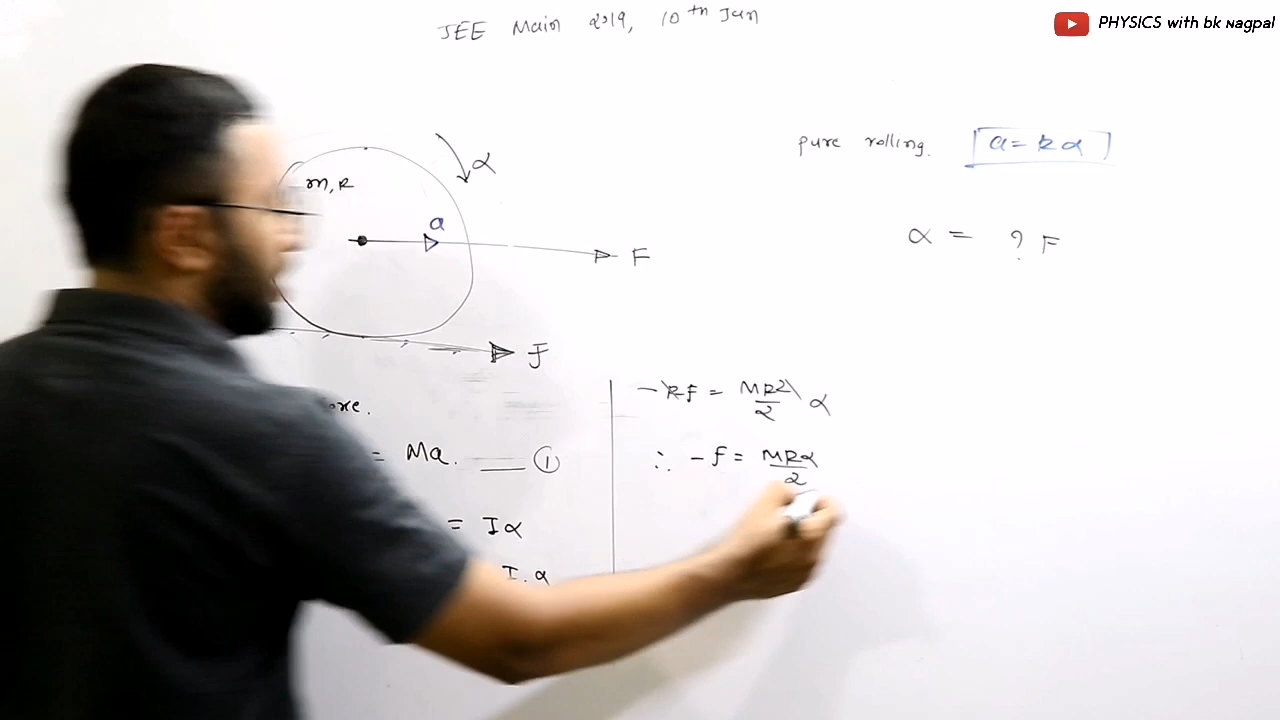 PHYSICS with bk Nagpal
JEE Main 2019, 10th Jan
pure rolling. a = Rα
α
m, R
a
α = ? F
F
f
- Rf = MR²/2 α
= Ma. ① 
∴ - f = MRα/2
= Iα
I.α